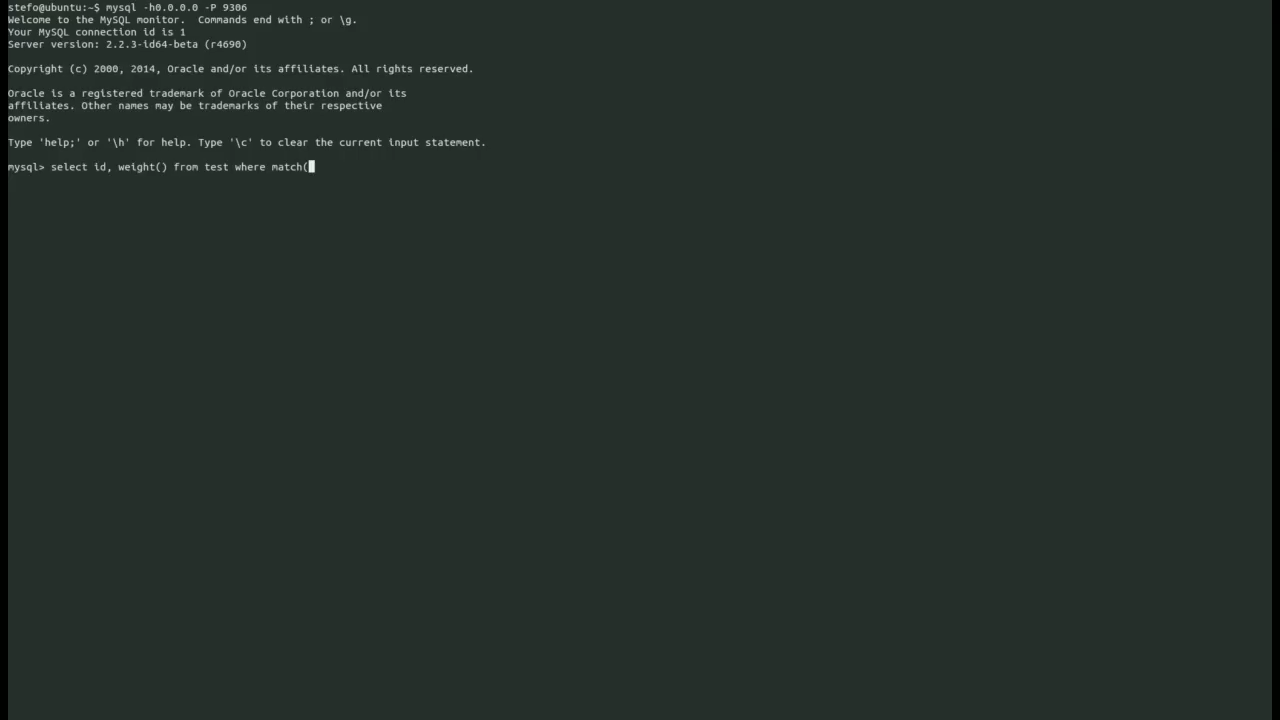 stefo@ubuntu:~$ mysql -h0.0.0.0 -P 9306
Welcome to the MySQL monitor.  Commands end with ; or \g.
Your MySQL connection id is 1
Server version: 2.2.3-id64-beta (r4690)
Copyright (c) 2000, 2014, Oracle and/or its affiliates. All rights reserved.
Oracle is a registered trademark of Oracle Corporation and/or its
affiliates. Other names may be trademarks of their respective
owners.
Type 'help;' or '\h' for help. Type '\c' to clear the current input statement.
mysql> select id, weight() from test where match(